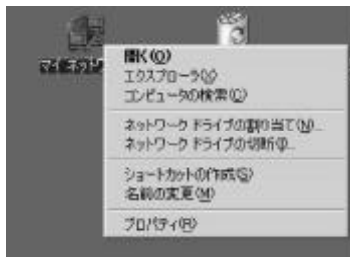 マイ ネットワ
開く(O)
エクスプローラ(X)
コンピュータの検索(C)...
ネットワーク ドライブの割り当て(N)...
ネットワーク ドライブの切断(I)...
ショートカットの作成(S)
名前の変更(M)
プロパティ(R)